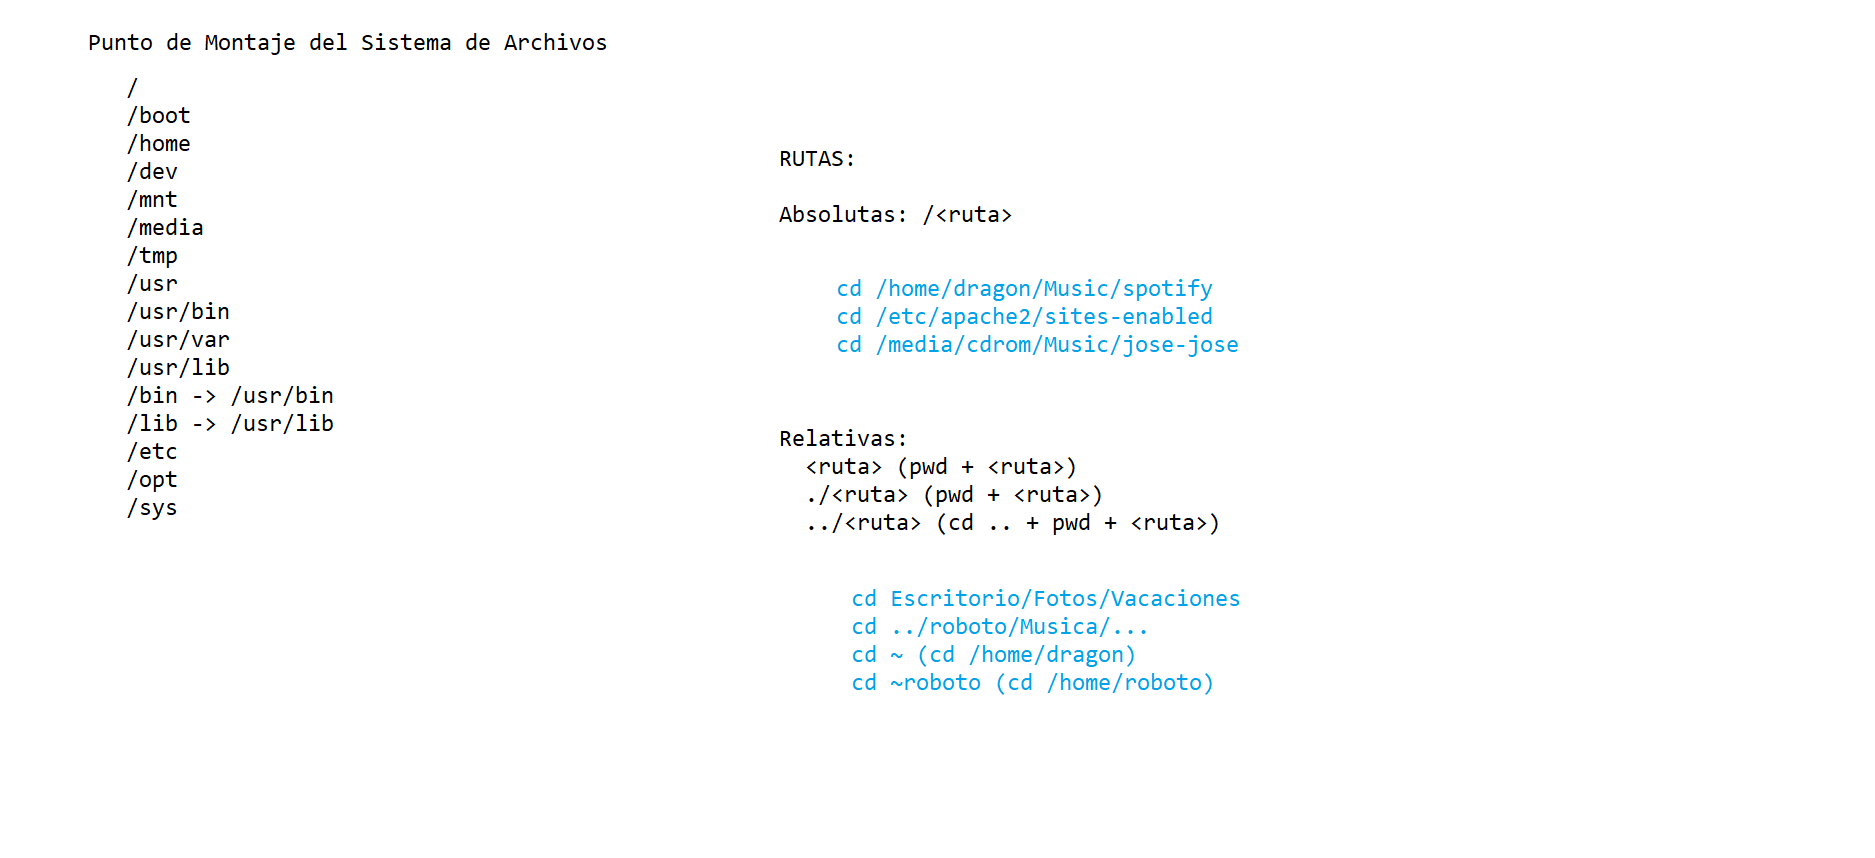 Punto de Montaje del Sistema de Archivos
/
/boot
/home
/dev
/mnt
/media
/tmp
/usr
/usr/bin
/usr/var
/usr/lib
/bin -> /usr/bin
/lib -> /usr/lib
/etc
/opt
/sys
RUTAS:
Absolutas: /<ruta>
cd /home/dragon/Music/spotify
cd /etc/apache2/sites-enabled
cd /media/cdrom/Music/jose-jose
Relativas:
<ruta> (pwd + <ruta>)
./<ruta> (pwd + <ruta>)
../<ruta> (cd .. + pwd + <ruta>)
cd Escritorio/Fotos/Vacaciones
cd ../roboto/Musica/...
cd ~ (cd /home/dragon)
cd ~roboto (cd /home/roboto)